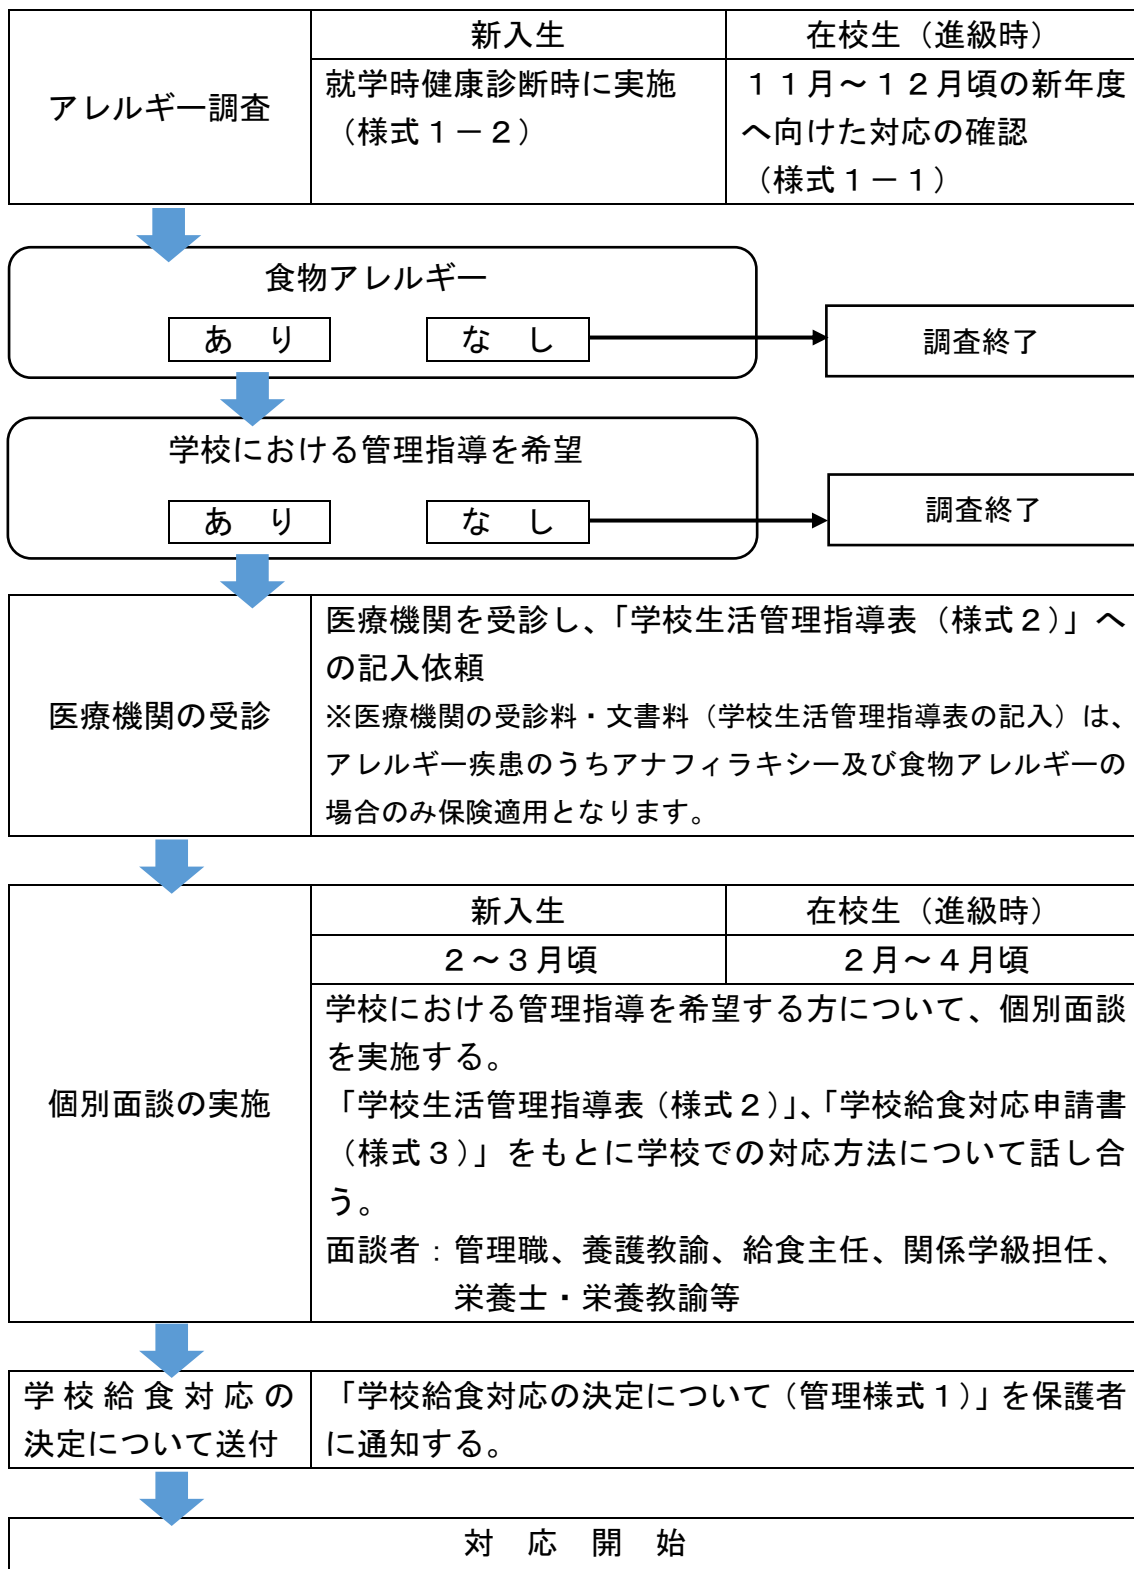 アレルギー調査
新入生
在校生（進級時）
就学時健康診断時に実施
（様式１－２）
１１月～１２月頃の新年度
へ向けた対応の確認
（様式１－１）
食物アレルギー
あ　り
な　し
調査終了
学校における管理指導を希望
あ　り
な　し
調査終了
医療機関の受診
医療機関を受診し、「学校生活管理指導表（様式２）」へ
の記入依頼
※医療機関の受診料・文書料（学校生活管理指導表の記入）は、
アレルギー疾患のうちアナフィラキシー及び食物アレルギーの
場合のみ保険適用となります。
個別面談の実施
新入生
在校生（進級時）
２～３月頃
２月～４月頃
学校における管理指導を希望する方について、個別面談
を実施する。
「学校生活管理指導表（様式２）」、「学校給食対応申請書
（様式３）」をもとに学校での対応方法について話し合
う。
面談者：管理職、養護教諭、給食主任、関係学級担任、
栄養士・栄養教諭等
学校給食対応の
決定について送付
「学校給食対応の決定について（管理様式１）」を保護者
に通知する。
対　応　開　始